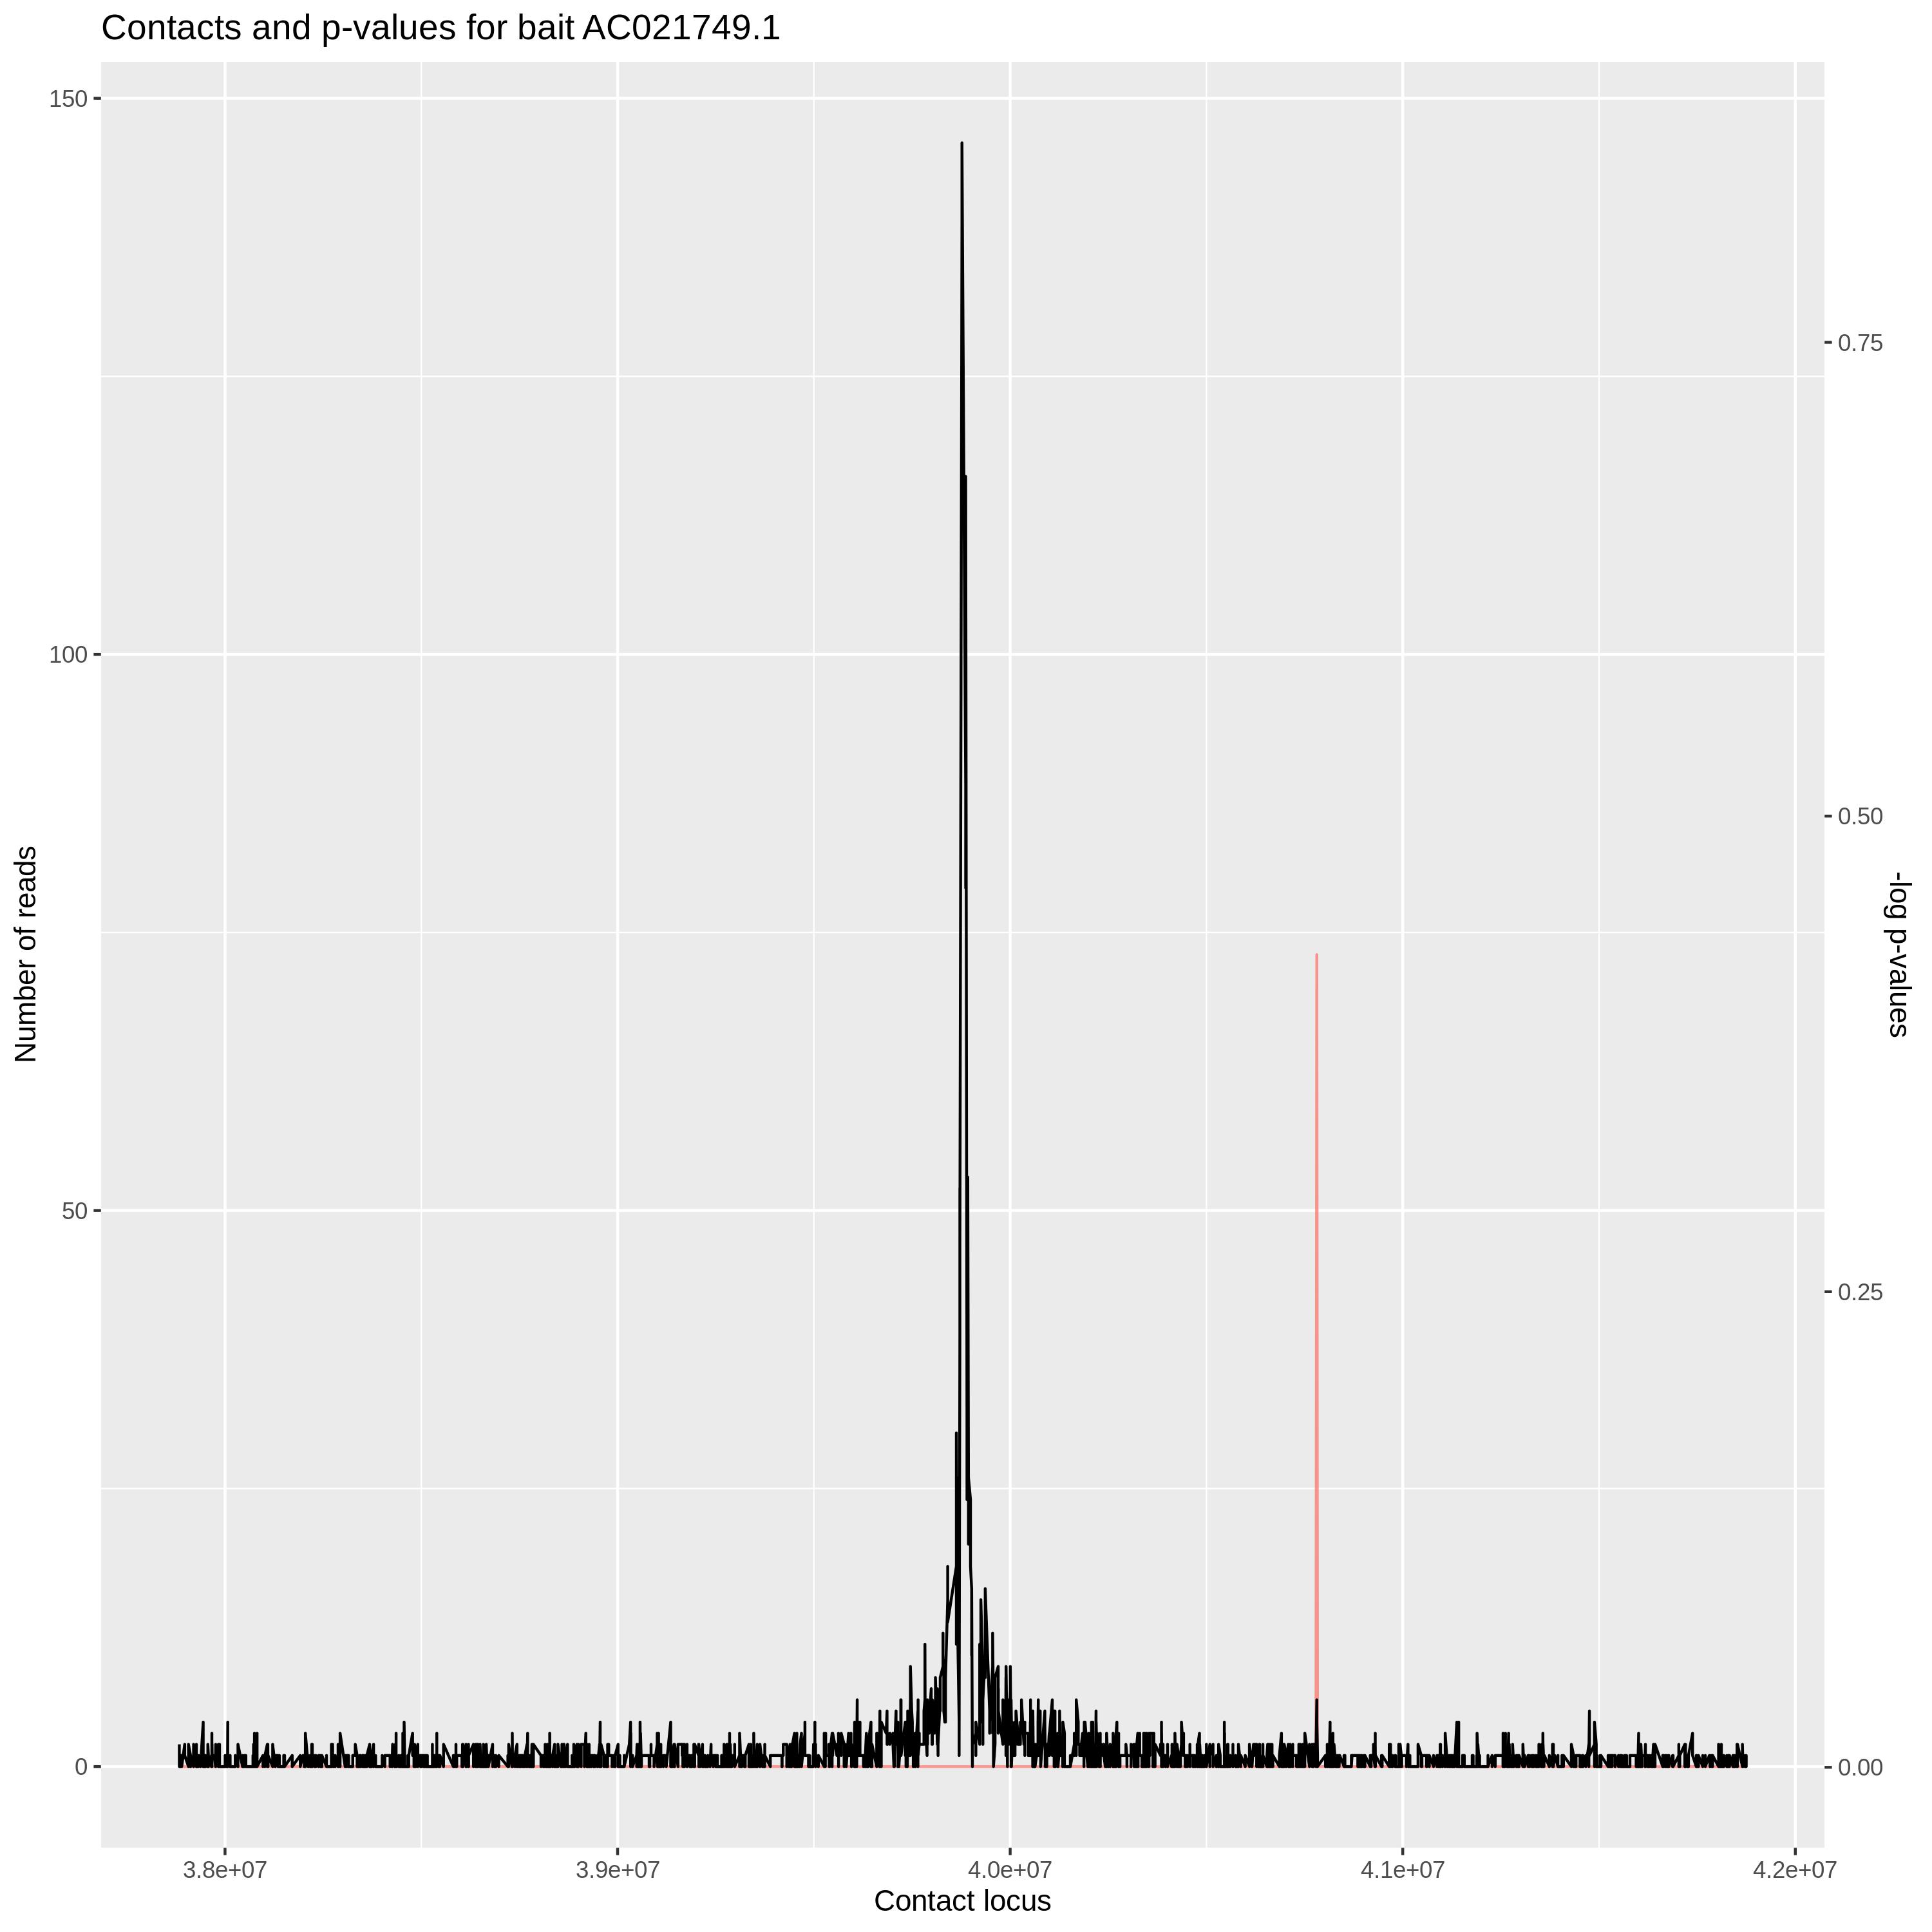 Contacts and p-values for bait AC021749.1
150
100
50
0
Number of reads
0.75
0.50
0.25
0.00
-log p-values
3.8e+07
3.9e+07
4.0e+07
4.1e+07
4.2e+07
Contact locus